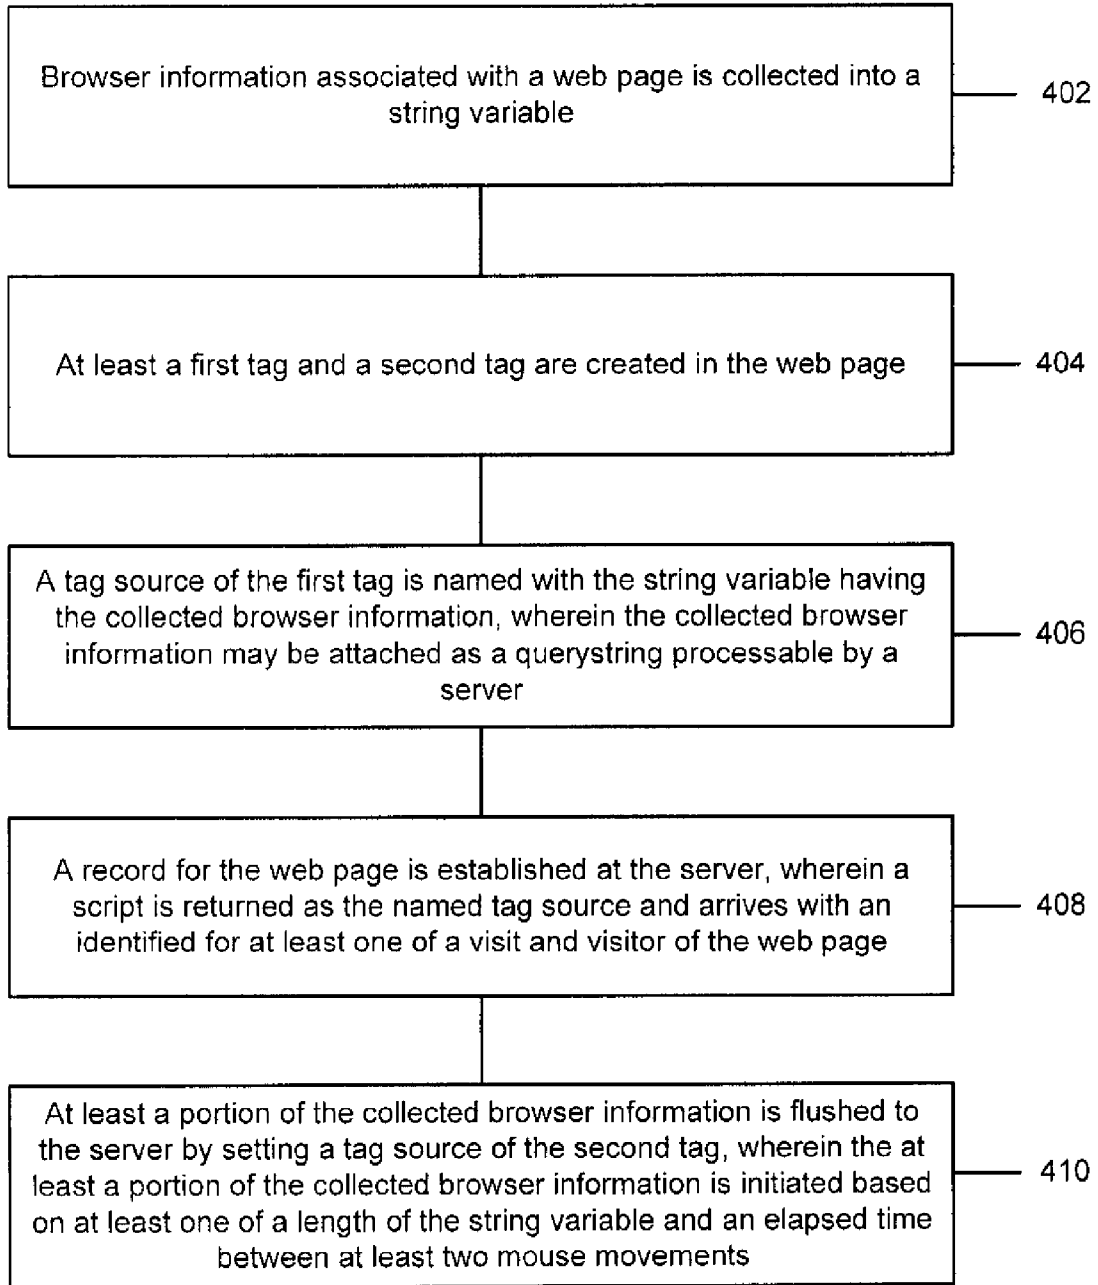 Browser information associated with a web page is collected into a
string variable
402
At least a first tag and a second tag are created in the web page
404
A tag source of the first tag is named with the string variable having
the collected browser information, wherein the collected browser
information may be attached as a querystring processable by a
server
406
A record for the web page is established at the server, wherein a
script is returned as the named tag source and arrives with an
identified for at least one of a visit and visitor of the web page
408
At least a portion of the collected browser information is flushed to
the server by setting a tag source of the second tag, wherein the at
least a portion of the collected browser information is initiated based
on at least one of a length of the string variable and an elapsed time
between at least two mouse movements
410